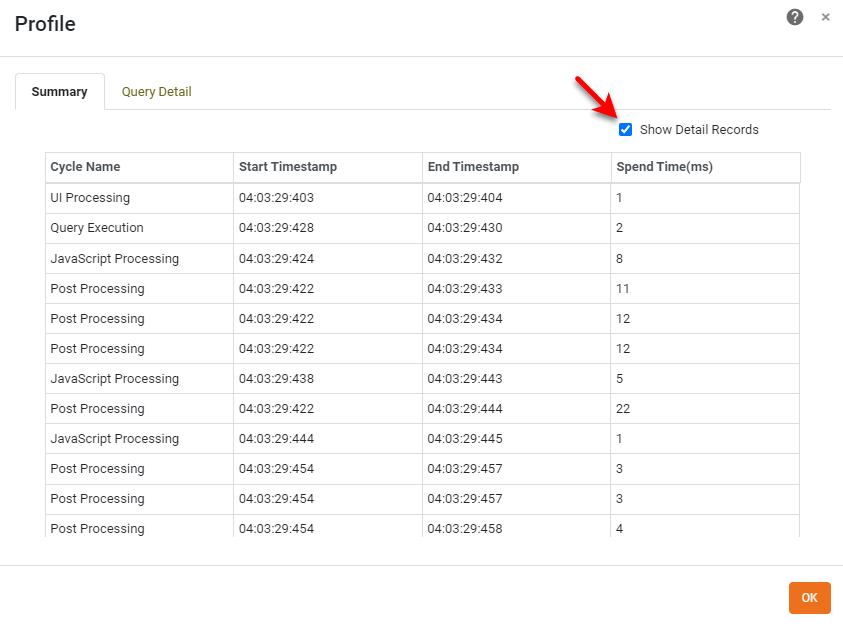 Profile
Summary Query Detail
Show Detail Records
Cycle Name Start Timestamp End Timestamp Spend Time(ms)
UI Processing 04:03:29:403 04:03:29:404 1
Query Execution 04:03:29:428 04:03:29:430 2
JavaScript Processing 04:03:29:424 04:03:29:432 8
Post Processing 04:03:29:422 04:03:29:433 11
Post Processing 04:03:29:422 04:03:29:434 12
Post Processing 04:03:29:422 04:03:29:434 12
JavaScript Processing 04:03:29:438 04:03:29:443 5
Post Processing 04:03:29:422 04:03:29:444 22
JavaScript Processing 04:03:29:444 04:03:29:445 1
Post Processing 04:03:29:454 04:03:29:457 3
Post Processing 04:03:29:454 04:03:29:457 3
Post Processing 04:03:29:454 04:03:29:458 4
OK